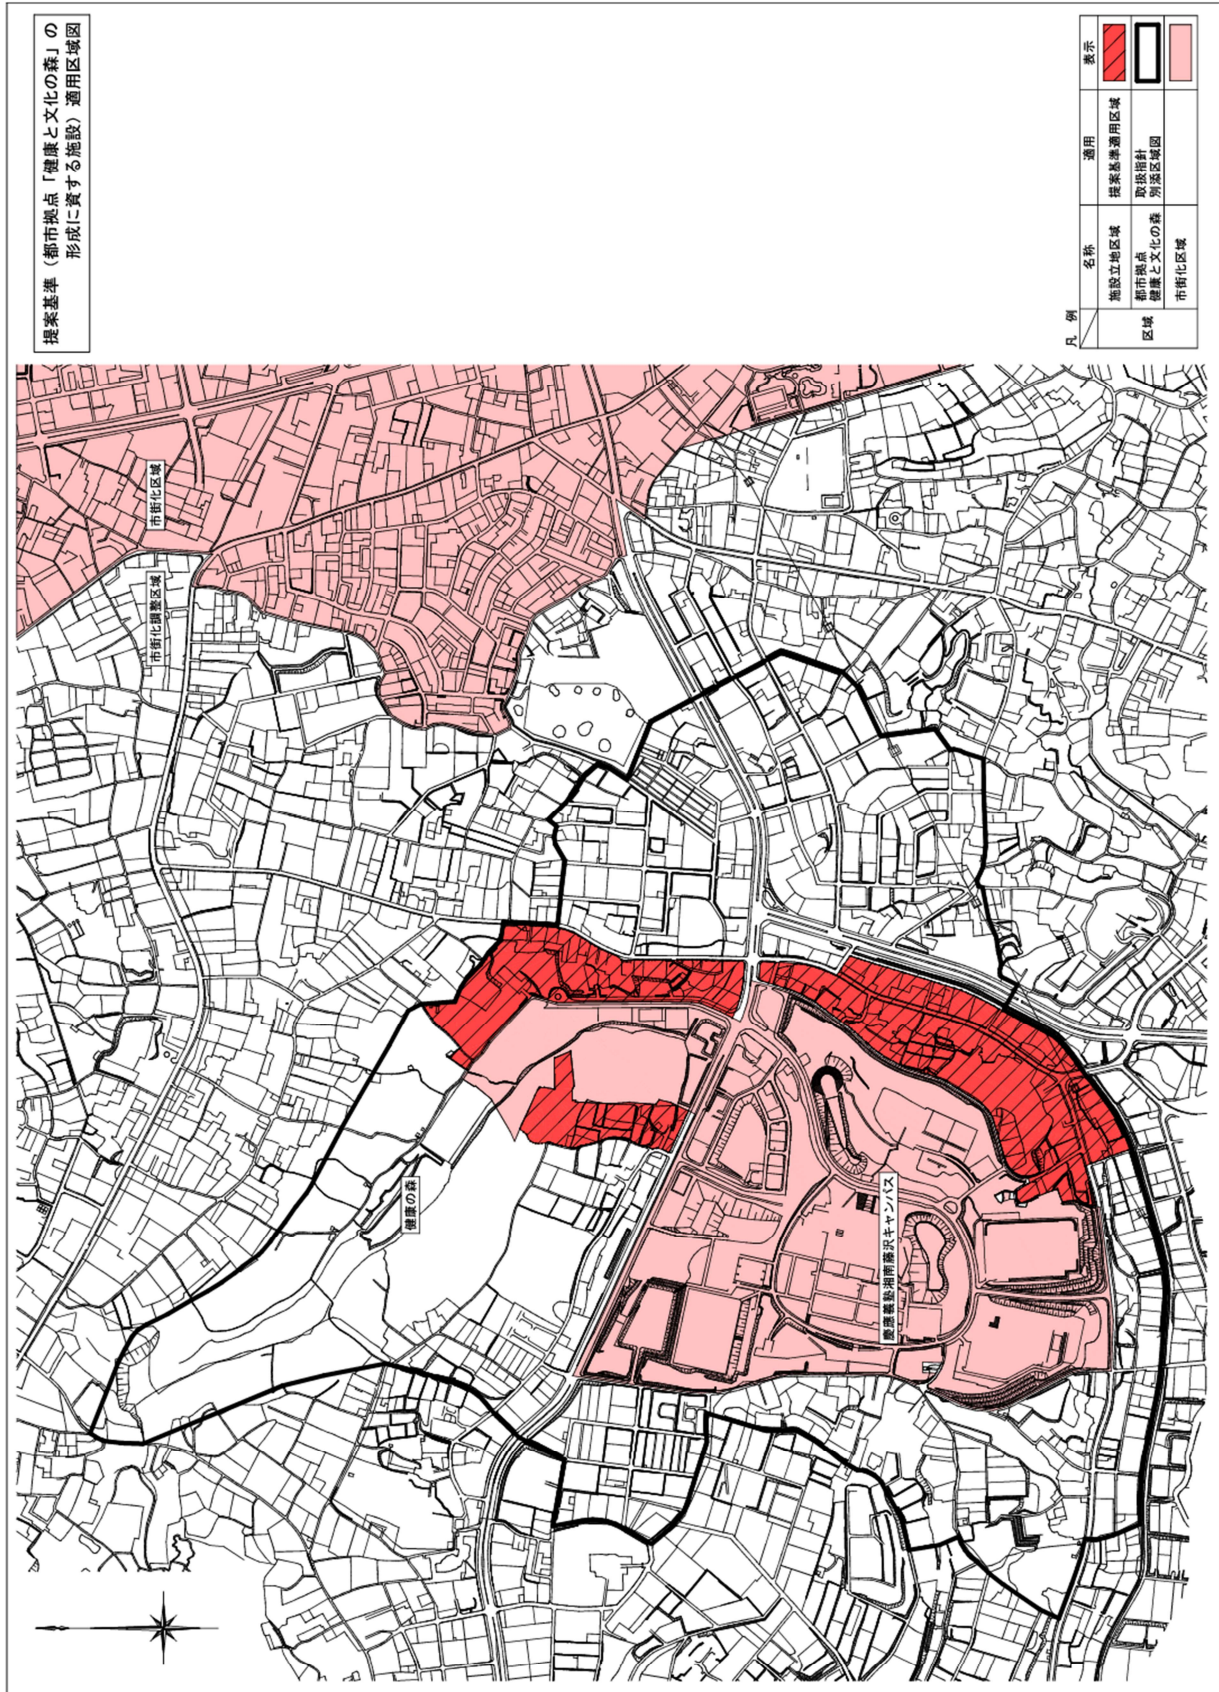 提案基準（都市拠点「健康と文化の森」の
形成に資する施設）適用区域図
市街化区域
市街化調整区域
健康の森
慶應義塾湘南藤沢キャンパス
凡 例
名称 適用 表示
区域
施設立地区域 提案基準適用区域
都市拠点
健康と文化の森
取扱指針
別添区域図
市街化区域